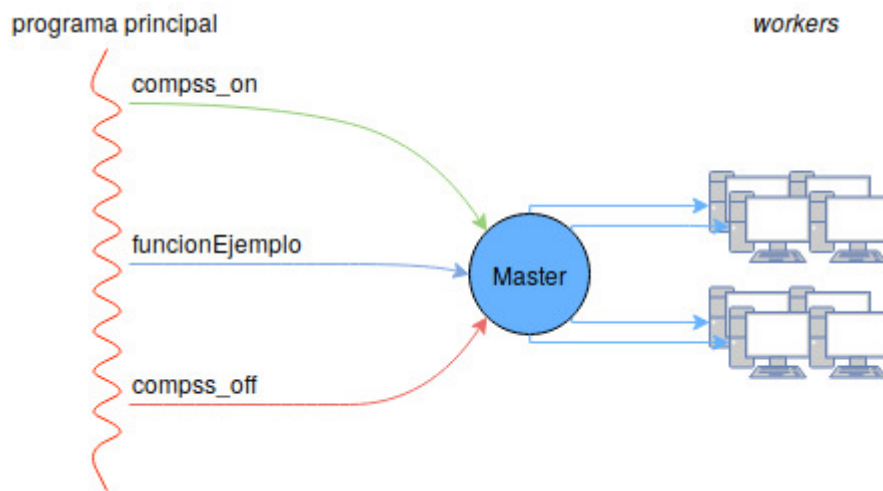 programa principal
workers
compss_on
funcionEjemplo
Master
compss_off